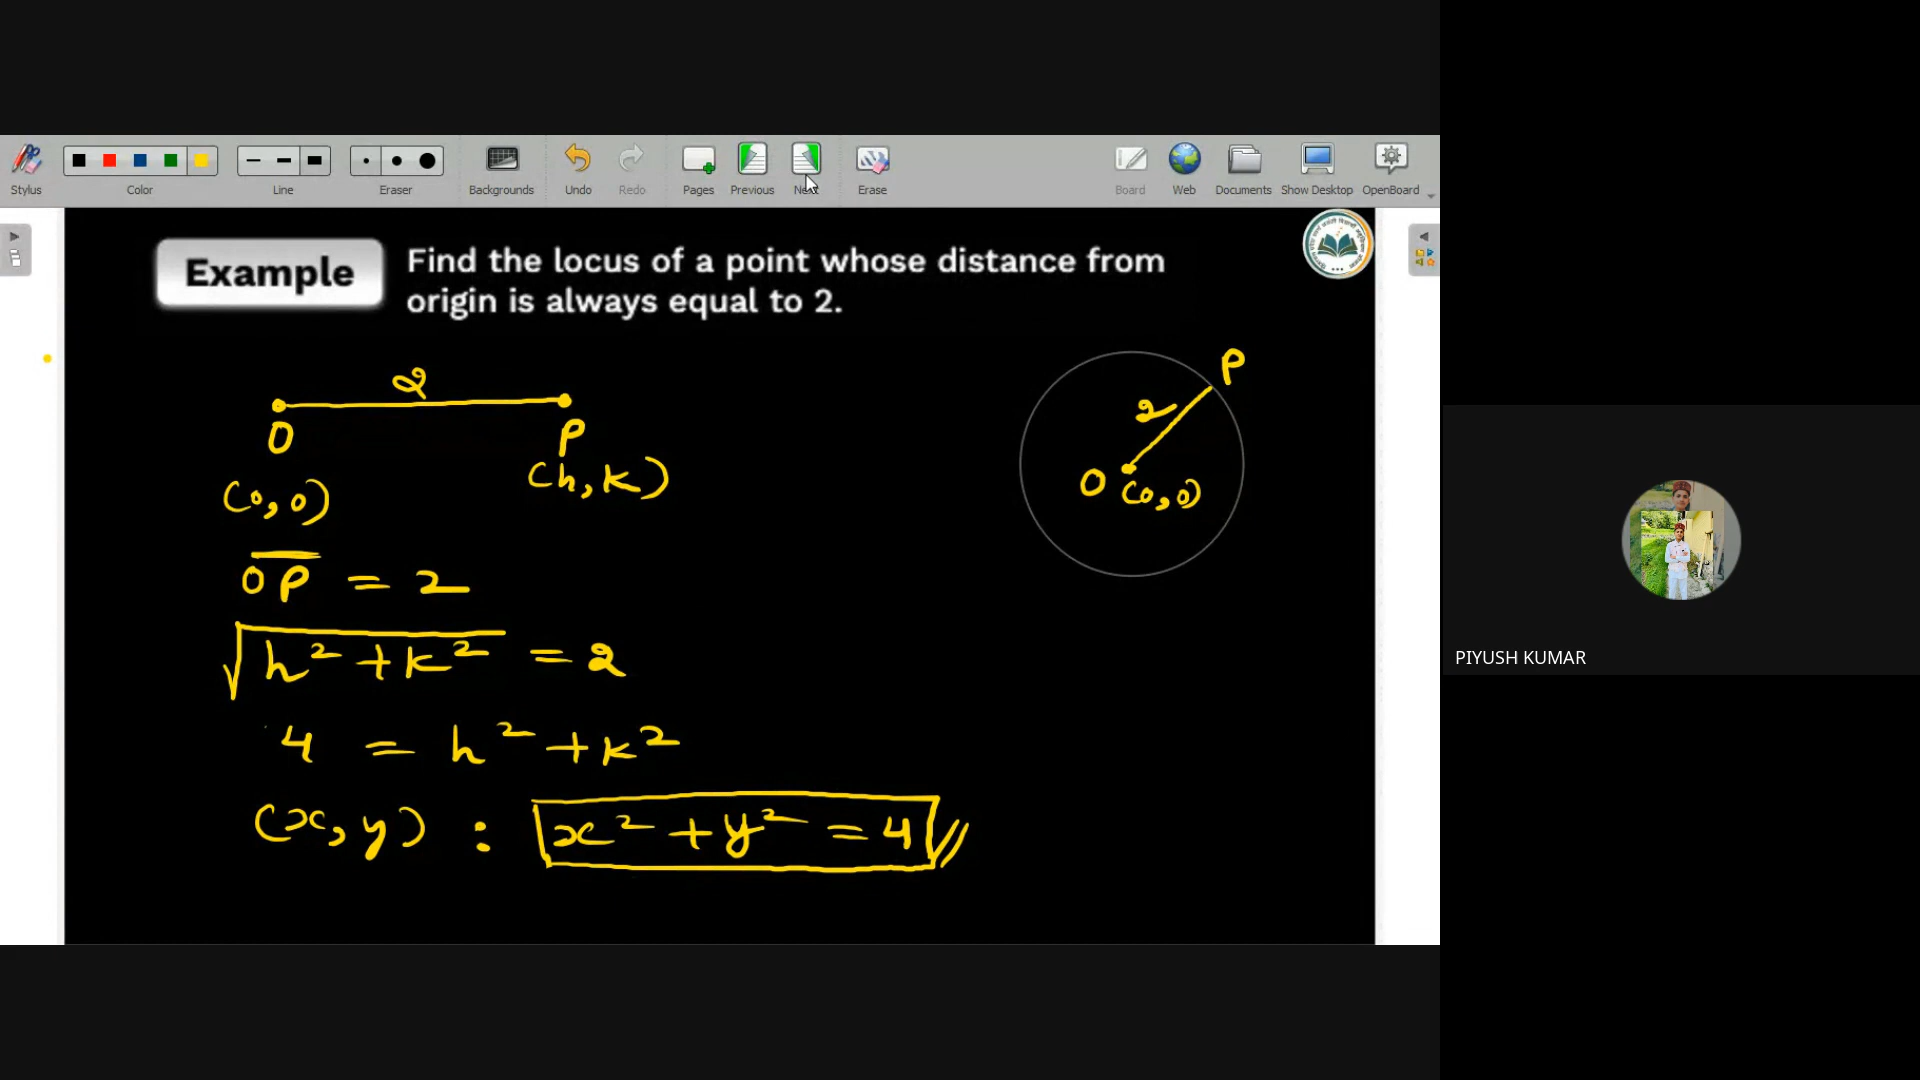 Stylus Color Line Eraser Backgrounds Undo Redo Pages Previous Next Erase Board Web Documents Show Desktop OpenBoard
Example
Find the locus of a point whose distance from
origin is always equal to 2.
2
O P
(0,0) (h,k)
P
2
O (0,0)
OP = 2
√h²+k² = 2
4 = h²+k²
(x,y) : x²+y² = 4
PIYUSH KUMAR